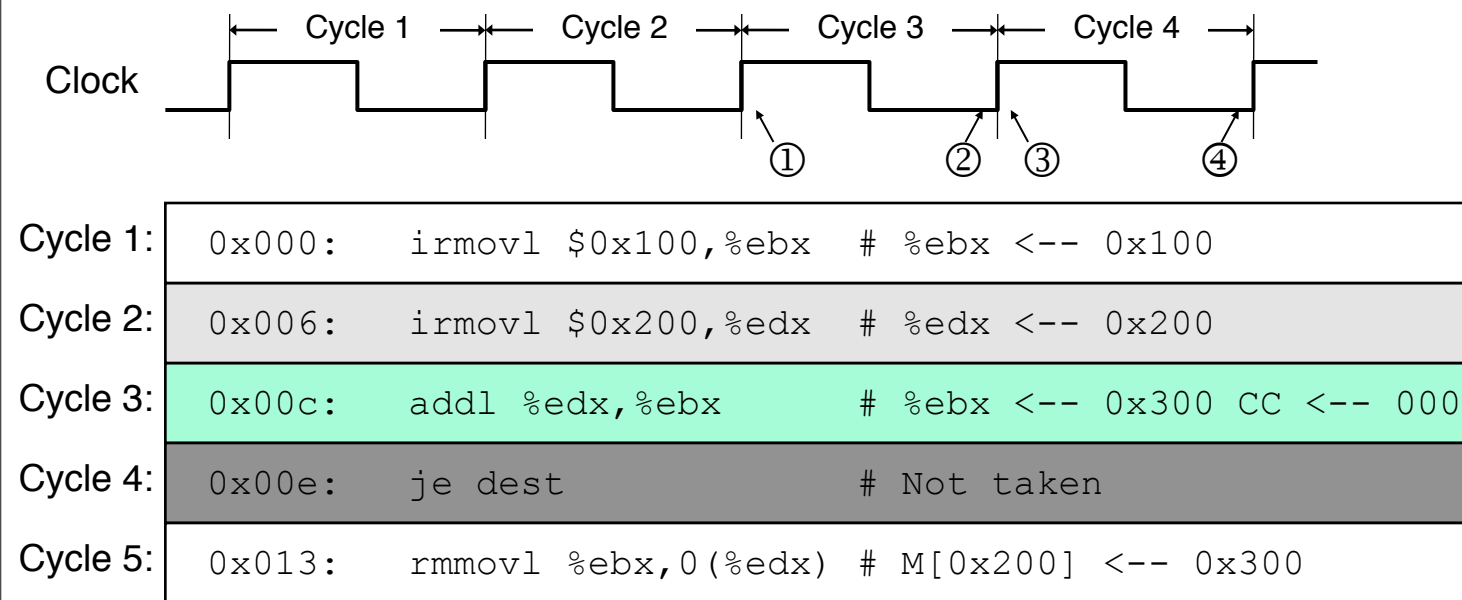 Cycle 1 Cycle 2 Cycle 3 Cycle 4
Clock
① ② ③ ④
Cycle 1: 0x000: irmovl $0x100,%ebx # %ebx <-- 0x100
Cycle 2: 0x006: irmovl $0x200,%edx # %edx <-- 0x200
Cycle 3: 0x00c: addl %edx,%ebx # %ebx <-- 0x300 CC <-- 000
Cycle 4: 0x00e: je dest # Not taken
Cycle 5: 0x013: rmmovl %ebx,0(%edx) # M[0x200] <-- 0x300